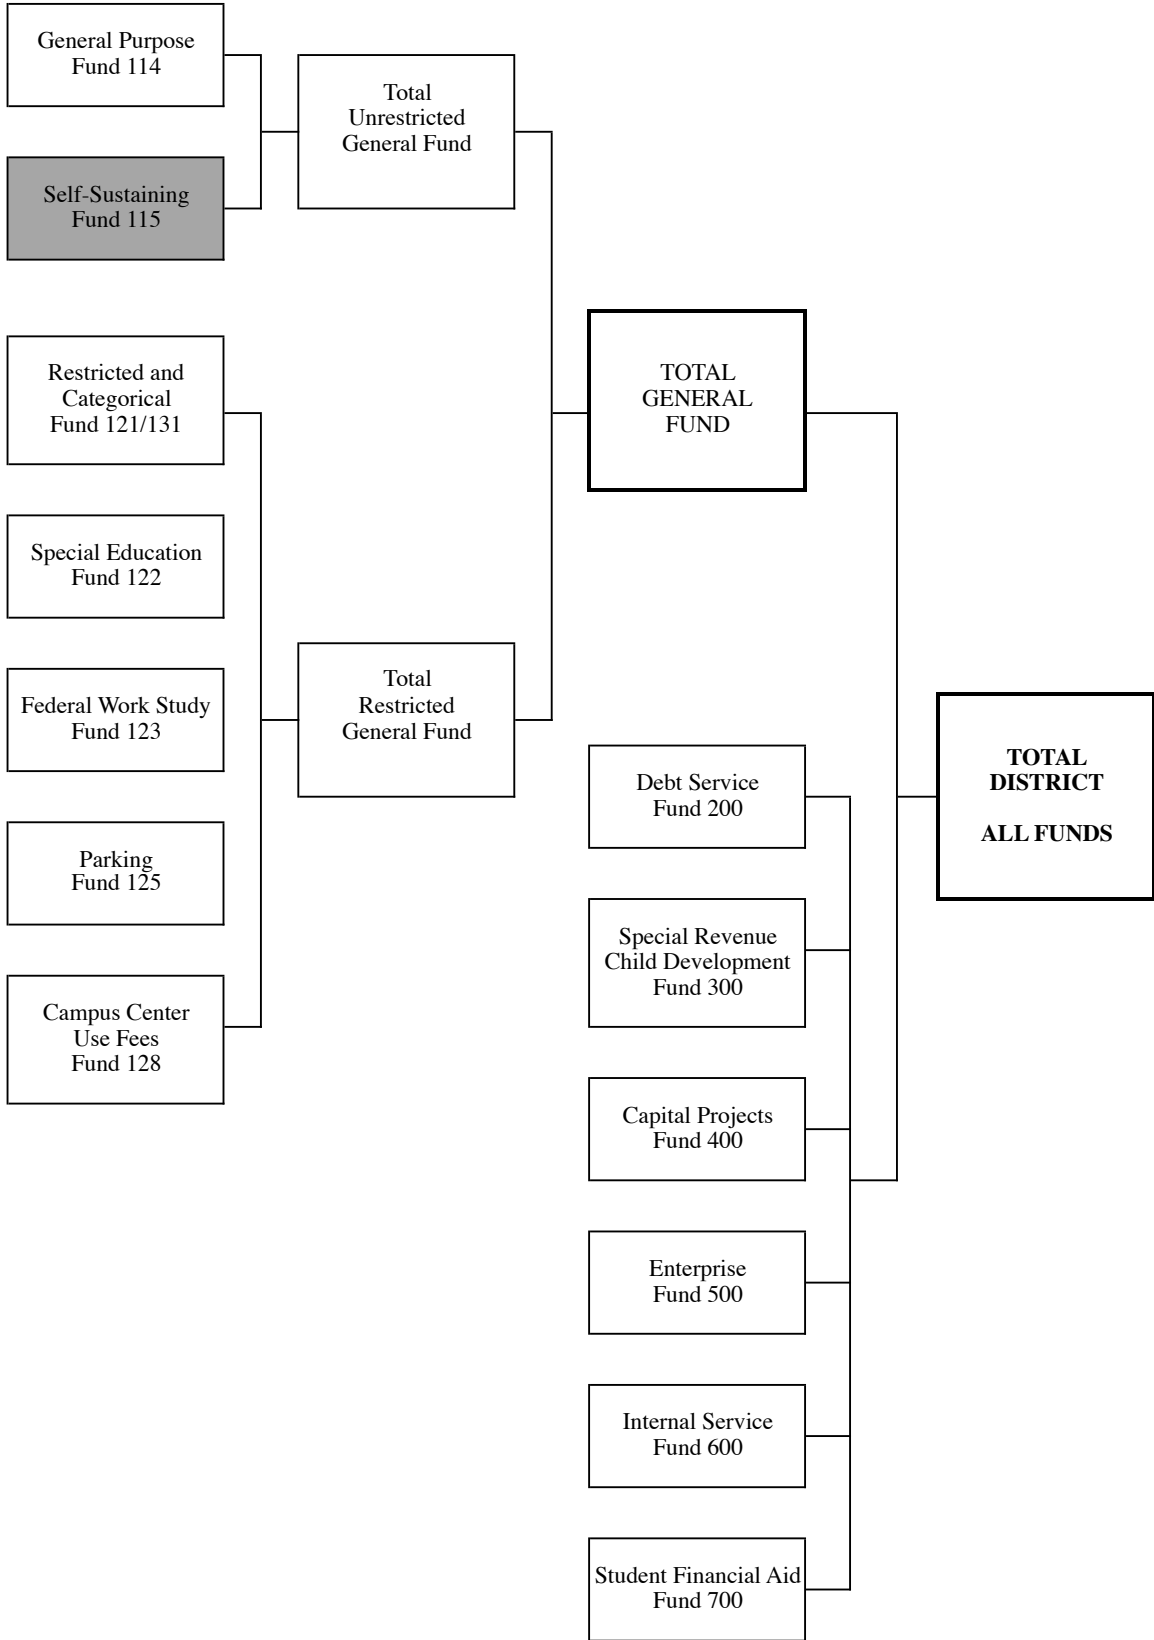 General Purpose
Fund 114
Self-Sustaining
Fund 115
Restricted and
Categorical
Fund 121/131
Special Education
Fund 122
Federal Work Study
Fund 123
Parking
Fund 125
Campus Center
Use Fees
Fund 128
Total
Unrestricted
General Fund
Total
Restricted
General Fund
TOTAL
GENERAL
FUND
Debt Service
Fund 200
Special Revenue
Child Development
Fund 300
Capital Projects
Fund 400
Enterprise
Fund 500
Internal Service
Fund 600
Student Financial Aid
Fund 700
TOTAL
DISTRICT
ALL FUNDS